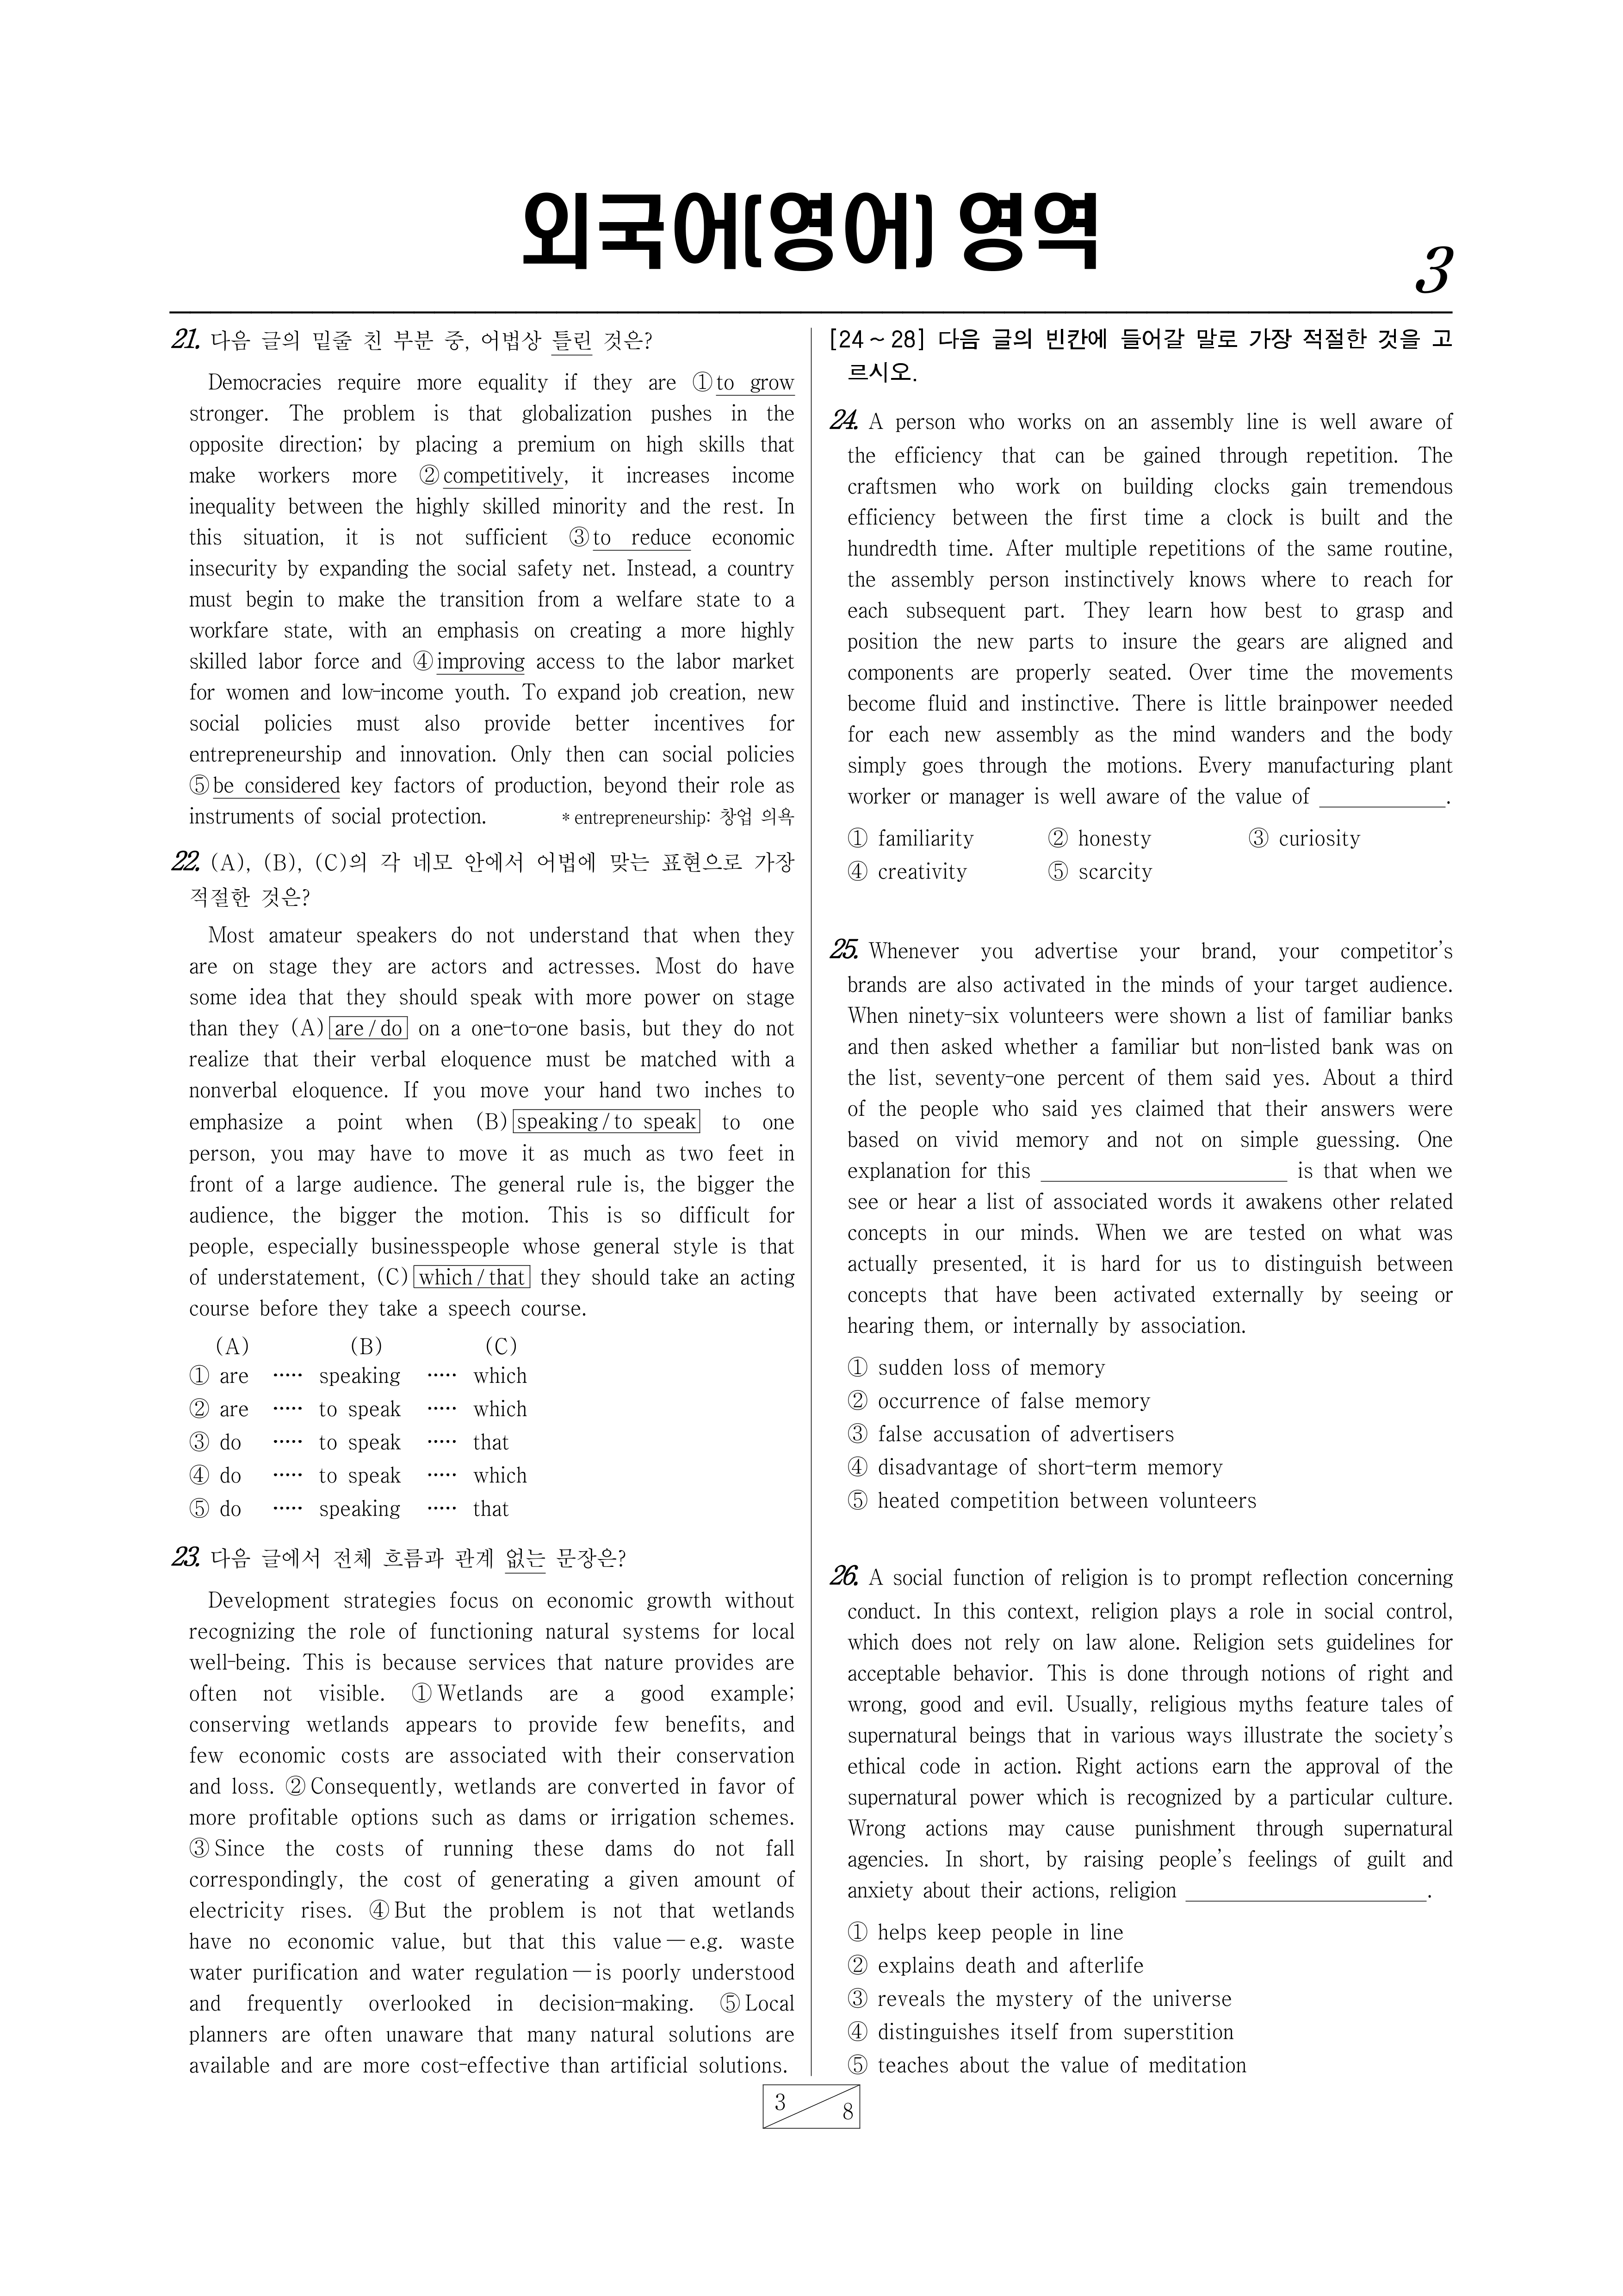 외국어(영어) 영역
3
21. 다음 글의 밑줄 친 부분 중, 어법상 틀린 것은?
Democracies require more equality if they are ①to grow
stronger. The problem is that globalization pushes in the
opposite direction; by placing a premium on high skills that
make workers more ②competitively, it increases income
inequality between the highly skilled minority and the rest. In
this situation, it is not sufficient ③to reduce economic
insecurity by expanding the social safety net. Instead, a country
must begin to make the transition from a welfare state to a
workfare state, with an emphasis on creating a more highly
skilled labor force and ④improving access to the labor market
for women and low-income youth. To expand job creation, new
social policies must also provide better incentives for
entrepreneurship and innovation. Only then can social policies
⑤be considered key factors of production, beyond their role as
instruments of social protection. * entrepreneurship: 창업 의욕
22. (A), (B), (C)의 각 네모 안에서 어법에 맞는 표현으로 가장
적절한 것은?
Most amateur speakers do not understand that when they
are on stage they are actors and actresses. Most do have
some idea that they should speak with more power on stage
than they (A) are / do on a one-to-one basis, but they do not
realize that their verbal eloquence must be matched with a
nonverbal eloquence. If you move your hand two inches to
emphasize a point when (B) speaking / to speak to one
person, you may have to move it as much as two feet in
front of a large audience. The general rule is, the bigger the
audience, the bigger the motion. This is so difficult for
people, especially businesspeople whose general style is that
of understatement, (C) which / that they should take an acting
course before they take a speech course.
(A) (B) (C)
① are ····· speaking ····· which
② are ····· to speak ····· which
③ do ····· to speak ····· that
④ do ····· to speak ····· which
⑤ do ····· speaking ····· that
23. 다음 글에서 전체 흐름과 관계 없는 문장은?
Development strategies focus on economic growth without
recognizing the role of functioning natural systems for local
well-being. This is because services that nature provides are
often not visible. ①Wetlands are a good example;
conserving wetlands appears to provide few benefits, and
few economic costs are associated with their conservation
and loss. ②Consequently, wetlands are converted in favor of
more profitable options such as dams or irrigation schemes.
③Since the costs of running these dams do not fall
correspondingly, the cost of generating a given amount of
electricity rises. ④But the problem is not that wetlands
have no economic value, but that this value — e.g. waste
water purification and water regulation — is poorly understood
and frequently overlooked in decision-making. ⑤Local
planners are often unaware that many natural solutions are
available and are more cost-effective than artificial solutions.
[24 ~ 28] 다음 글의 빈칸에 들어갈 말로 가장 적절한 것을 고
르시오.
24. A person who works on an assembly line is well aware of
the efficiency that can be gained through repetition. The
craftsmen who work on building clocks gain tremendous
efficiency between the first time a clock is built and the
hundredth time. After multiple repetitions of the same routine,
the assembly person instinctively knows where to reach for
each subsequent part. They learn how best to grasp and
position the new parts to insure the gears are aligned and
components are properly seated. Over time the movements
become fluid and instinctive. There is little brainpower needed
for each new assembly as the mind wanders and the body
simply goes through the motions. Every manufacturing plant
worker or manager is well aware of the value of ___________.
① familiarity ② honesty ③ curiosity
④ creativity ⑤ scarcity
25. Whenever you advertise your brand, your competitor's
brands are also activated in the minds of your target audience.
When ninety-six volunteers were shown a list of familiar banks
and then asked whether a familiar but non-listed bank was on
the list, seventy-one percent of them said yes. About a third
of the people who said yes claimed that their answers were
based on vivid memory and not on simple guessing. One
explanation for this ______________________ is that when we
see or hear a list of associated words it awakens other related
concepts in our minds. When we are tested on what was
actually presented, it is hard for us to distinguish between
concepts that have been activated externally by seeing or
hearing them, or internally by association.
① sudden loss of memory
② occurrence of false memory
③ false accusation of advertisers
④ disadvantage of short-term memory
⑤ heated competition between volunteers
26. A social function of religion is to prompt reflection concerning
conduct. In this context, religion plays a role in social control,
which does not rely on law alone. Religion sets guidelines for
acceptable behavior. This is done through notions of right and
wrong, good and evil. Usually, religious myths feature tales of
supernatural beings that in various ways illustrate the society's
ethical code in action. Right actions earn the approval of the
supernatural power which is recognized by a particular culture.
Wrong actions may cause punishment through supernatural
agencies. In short, by raising people's feelings of guilt and
anxiety about their actions, religion ______________________.
① helps keep people in line
② explains death and afterlife
③ reveals the mystery of the universe
④ distinguishes itself from superstition
⑤ teaches about the value of meditation
3
8